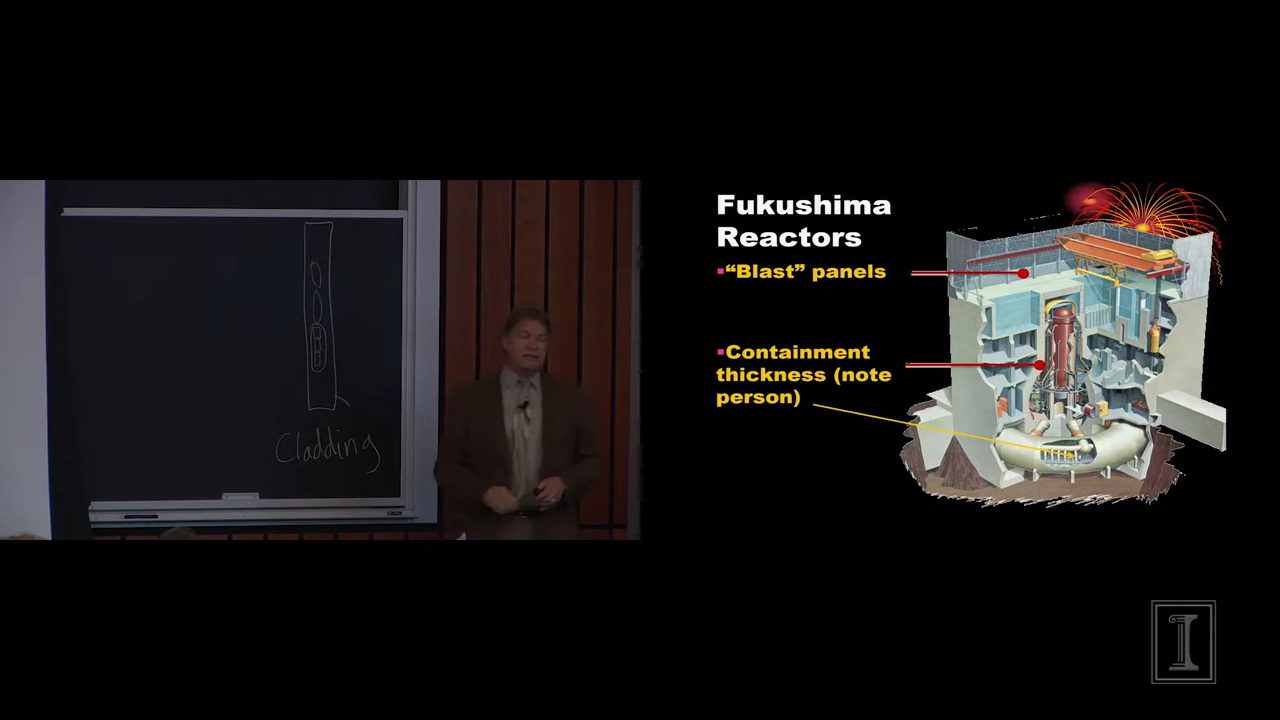 Cladding
Fukushima
Reactors
▪“Blast” panels
▪Containment
thickness (note
person)
I